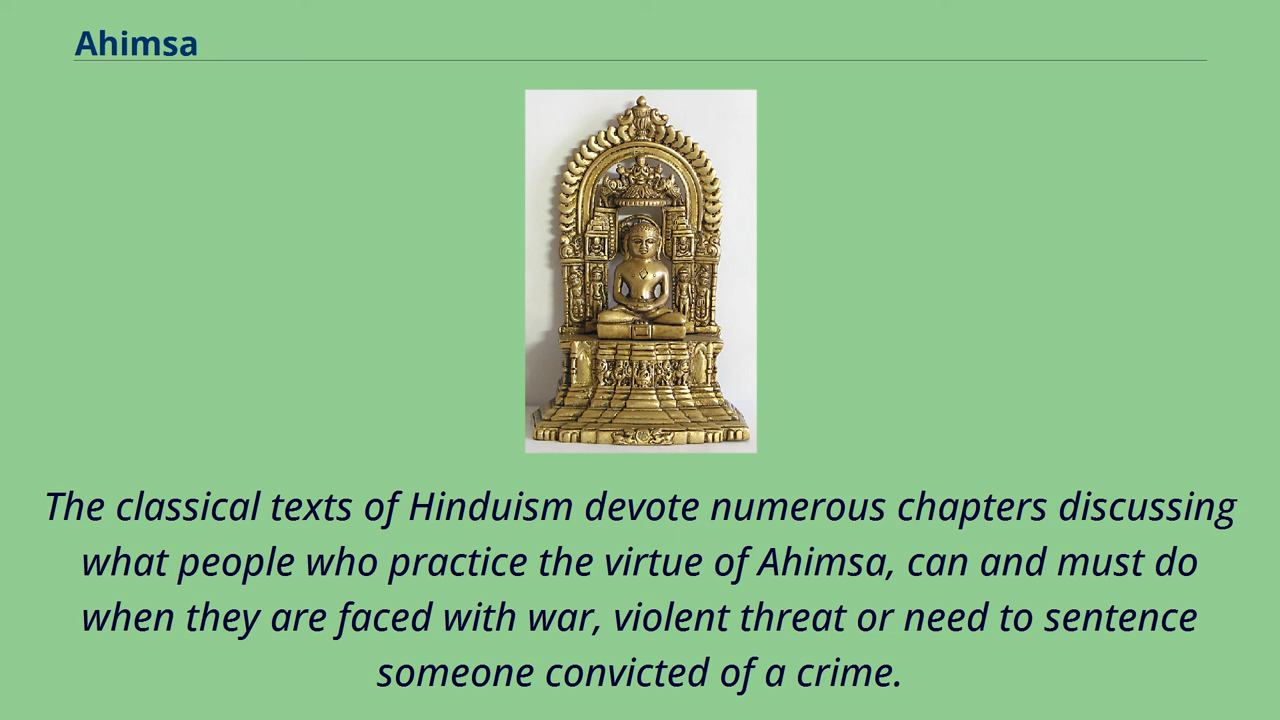 Ahimsa
The classical texts of Hinduism devote numerous chapters discussing
what people who practice the virtue of Ahimsa, can and must do
when they are faced with war, violent threat or need to sentence
someone convicted of a crime.